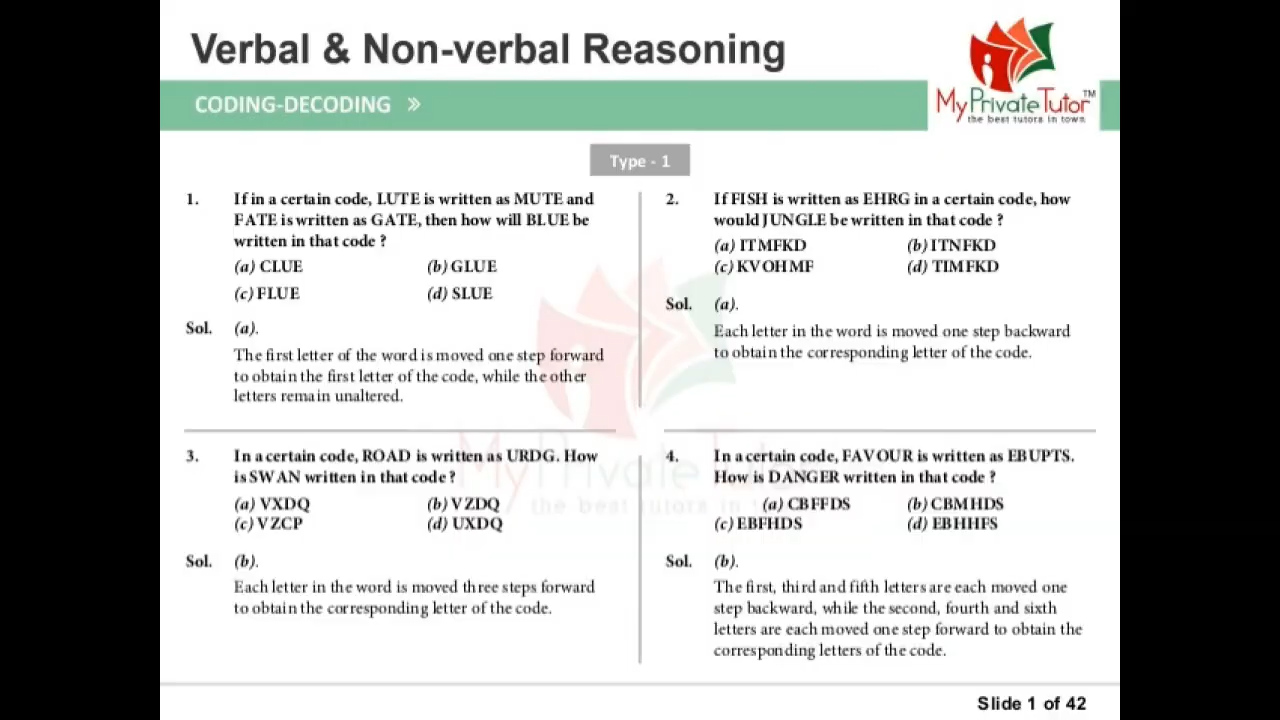 Verbal & Non-verbal Reasoning
CODING-DECODING »
MyPrivateTutor™
the best tutors in town
Type - 1
1. If in a certain code, LUTE is written as MUTE and
FATE is written as GATE, then how will BLUE be
written in that code ?
(a) CLUE (b) GLUE
(c) FLUE (d) SLUE
Sol. (a).
The first letter of the word is moved one step forward
to obtain the first letter of the code, while the other
letters remain unaltered.
2. If FISH is written as EHRG in a certain code, how
would JUNGLE be written in that code ?
(a) ITMFKD (b) ITNFKD
(c) KVOHMF (d) TIMFKD
Sol. (a).
Each letter in the word is moved one step backward
to obtain the corresponding letter of the code.
3. In a certain code, ROAD is written as URDG. How
is SWAN written in that code ?
(a) VXDQ (b) VZDQ
(c) VZCP (d) UXDQ
Sol. (b).
Each letter in the word is moved three steps forward
to obtain the corresponding letter of the code.
4. In a certain code, FAVOUR is written as EBUPTS.
How is DANGER written in that code ?
(a) CBFFDS (b) CBMHDS
(c) EBFHDS (d) EBHHFS
Sol. (b).
The first, third and fifth letters are each moved one
step backward, while the second, fourth and sixth
letters are each moved one step forward to obtain the
corresponding letters of the code.
MyPrivateTutor
the best tutors in town
Slide 1 of 42